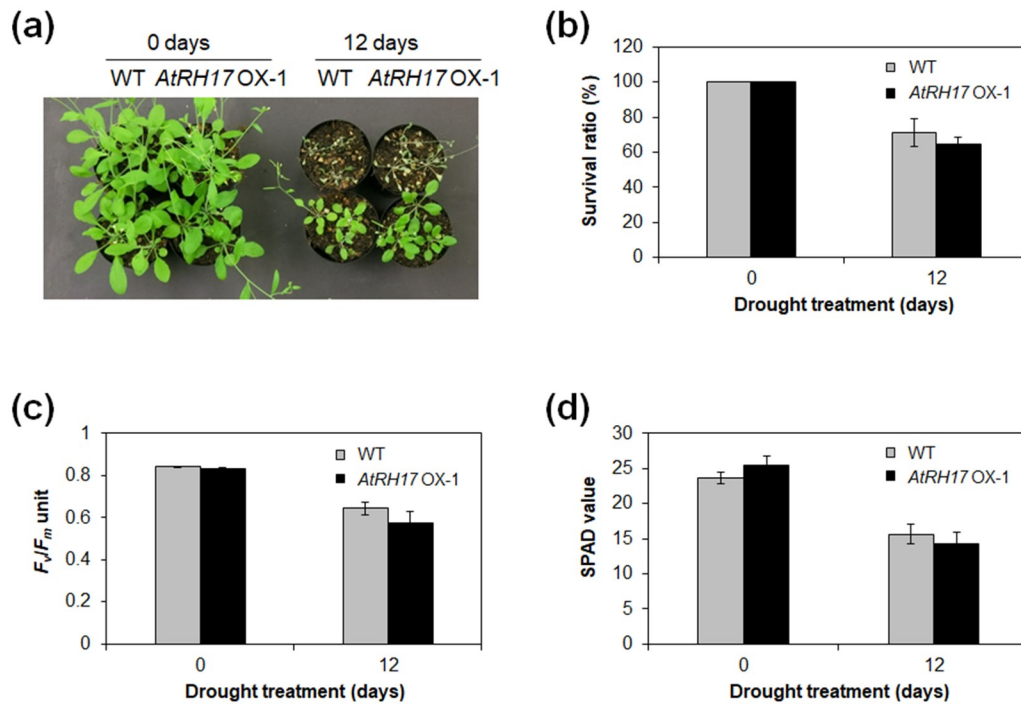 (a)
0 days 12 days
WT AtRH17 OX-1 WT AtRH17 OX-1
(b)
Survival ratio (%)
120
100
80
60
40
20
0
WT
AtRH17 OX-1
0 12
Drought treatment (days)
(c)
Fv/Fm unit
1
0.8
0.6
0.4
0.2
0
WT
AtRH17 OX-1
0 12
Drought treatment (days)
(d)
SPAD value
30
25
20
15
10
5
0
WT
AtRH17 OX-1
0 12
Drought treatment (days)